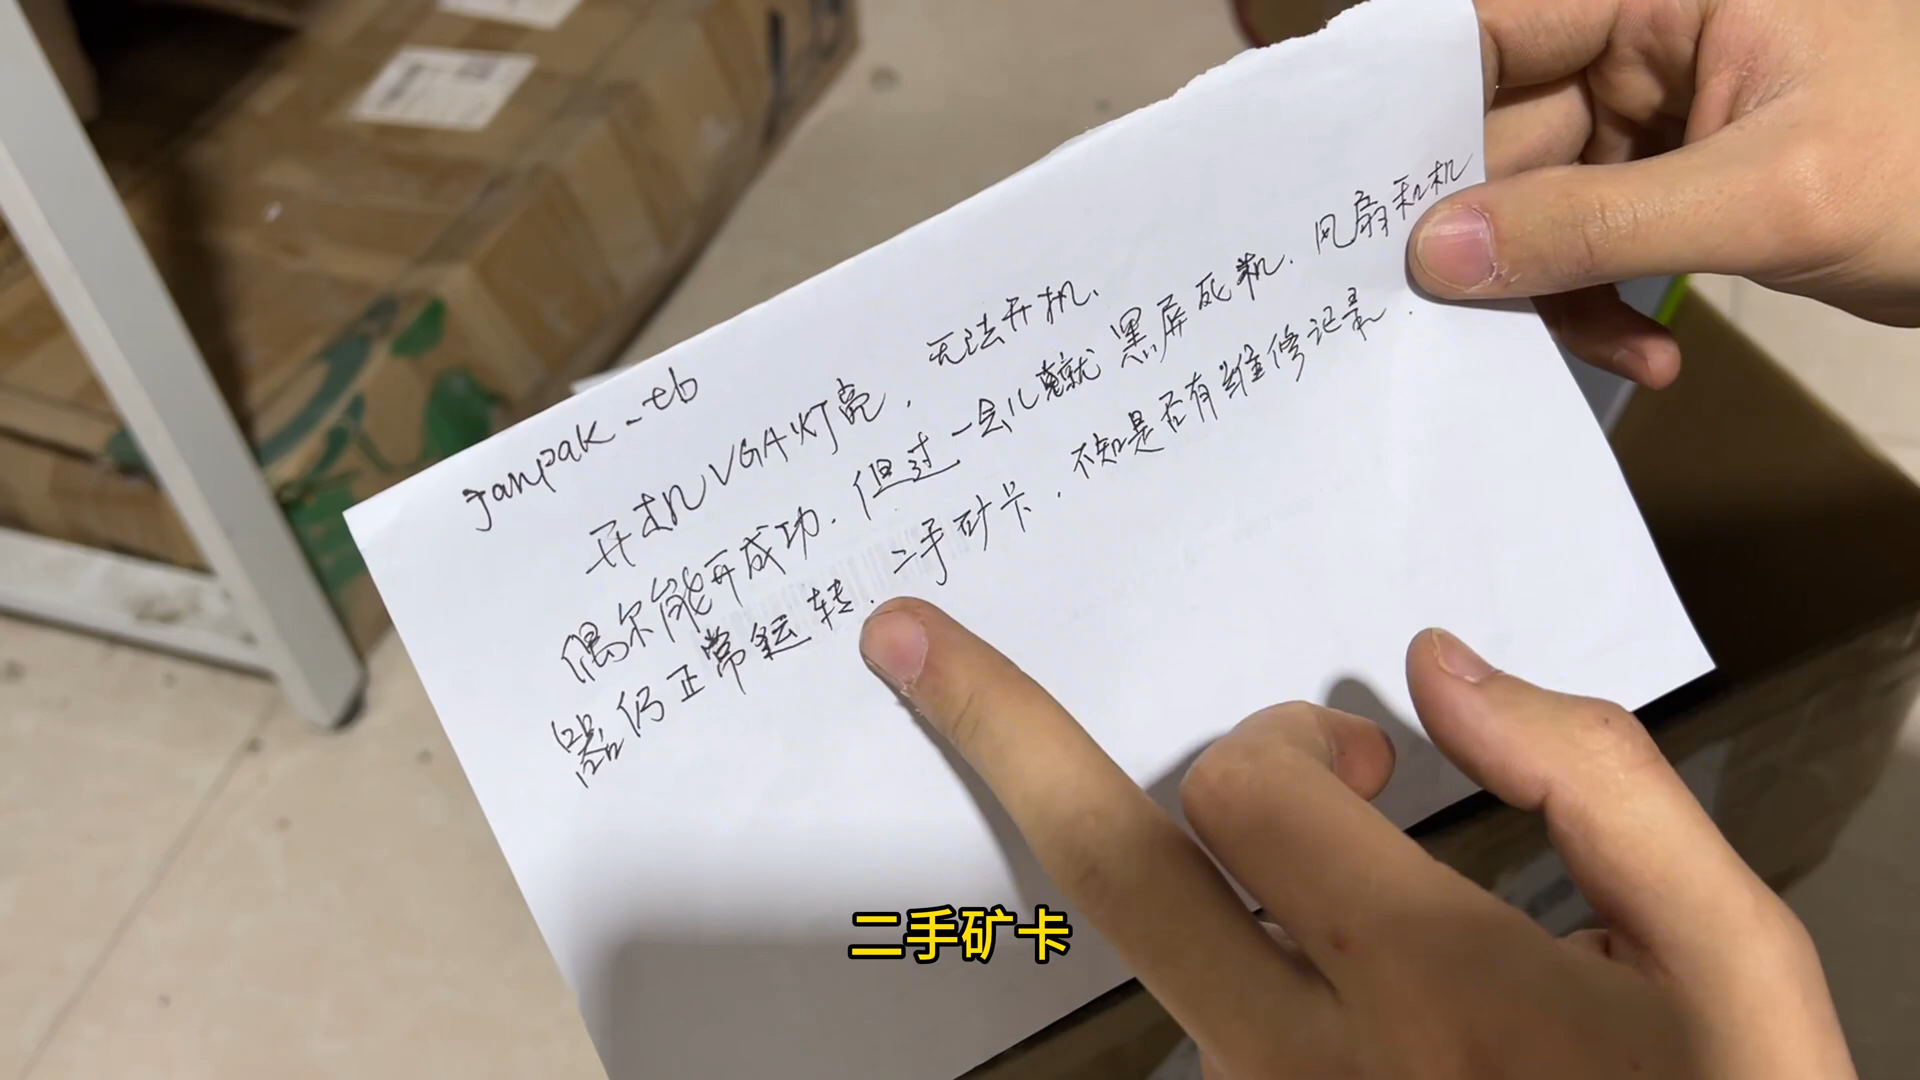 janpak-tb
开机VGA灯亮，无法开机.
偶尔能开成功.但过一会儿就黑屏死机.风扇和机
器仍正常运转.二手矿卡.不知是否有维修记录.
二手矿卡